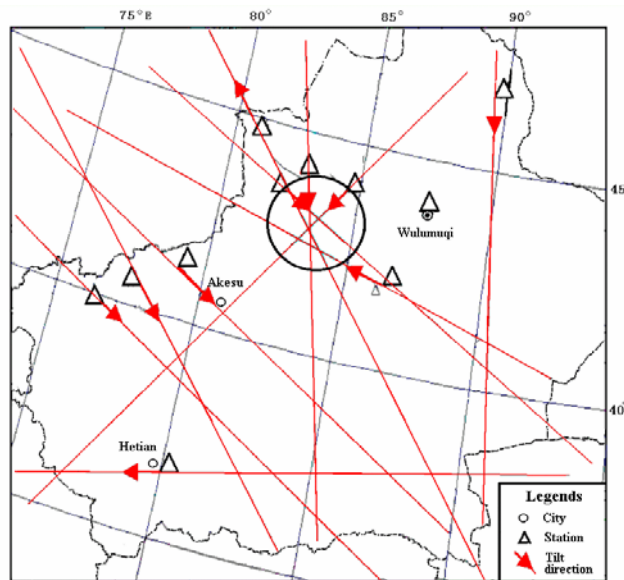 75°E
80°
85°
90°
45°
Wulumuqi
Akesu
40°
Hetian
Legends
City
Station
Tilt
direction